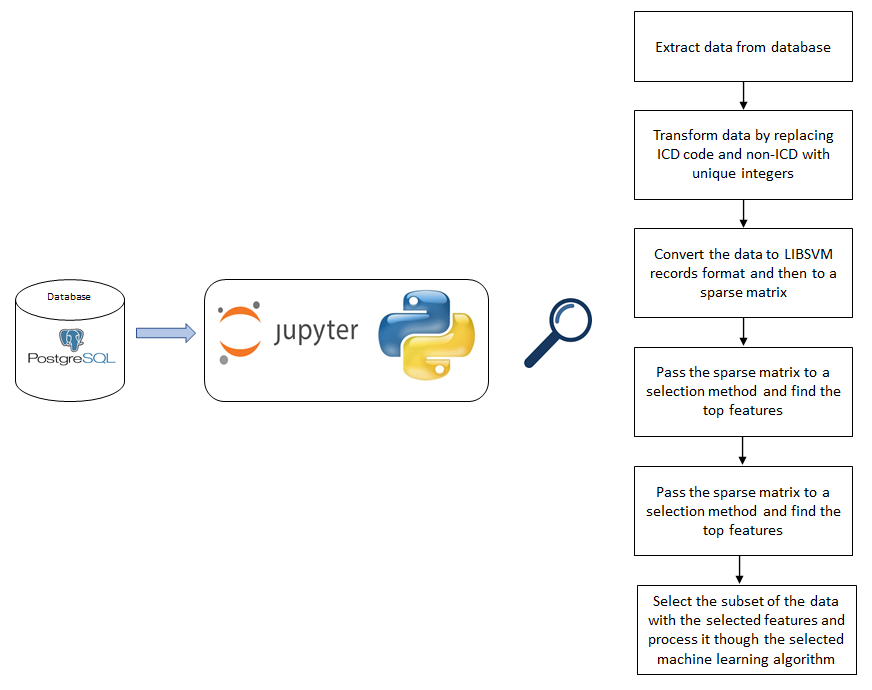 Database
PostgreSQL
jupyter
Extract data from database
Transform data by replacing
ICD code and non-ICD with
unique integers
Convert the data to LIBSVM
records format and then to a
sparse matrix
Pass the sparse matrix to a
selection method and find the
top features
Pass the sparse matrix to a
selection method and find the
top features
Select the subset of the data
with the selected features and
process it though the selected
machine learning algorithm